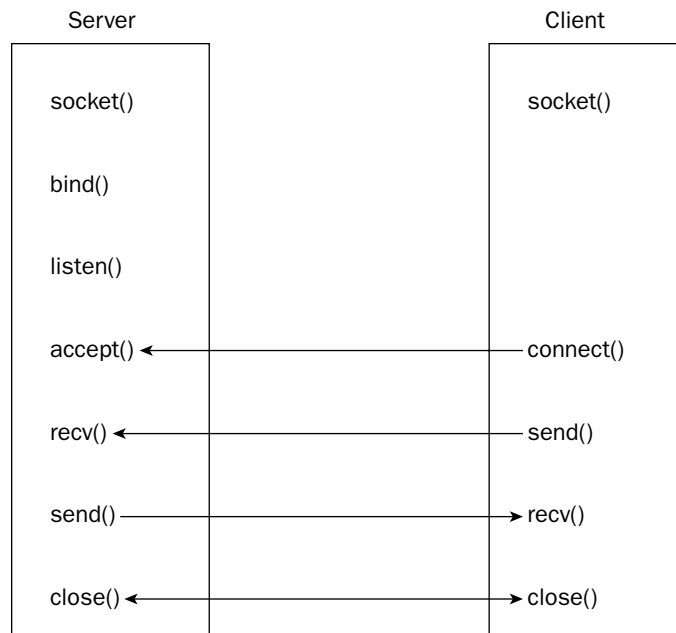 Server
Client
socket()
socket()
bind()
listen()
accept()
connect()
recv()
send()
send()
recv()
close()
close()